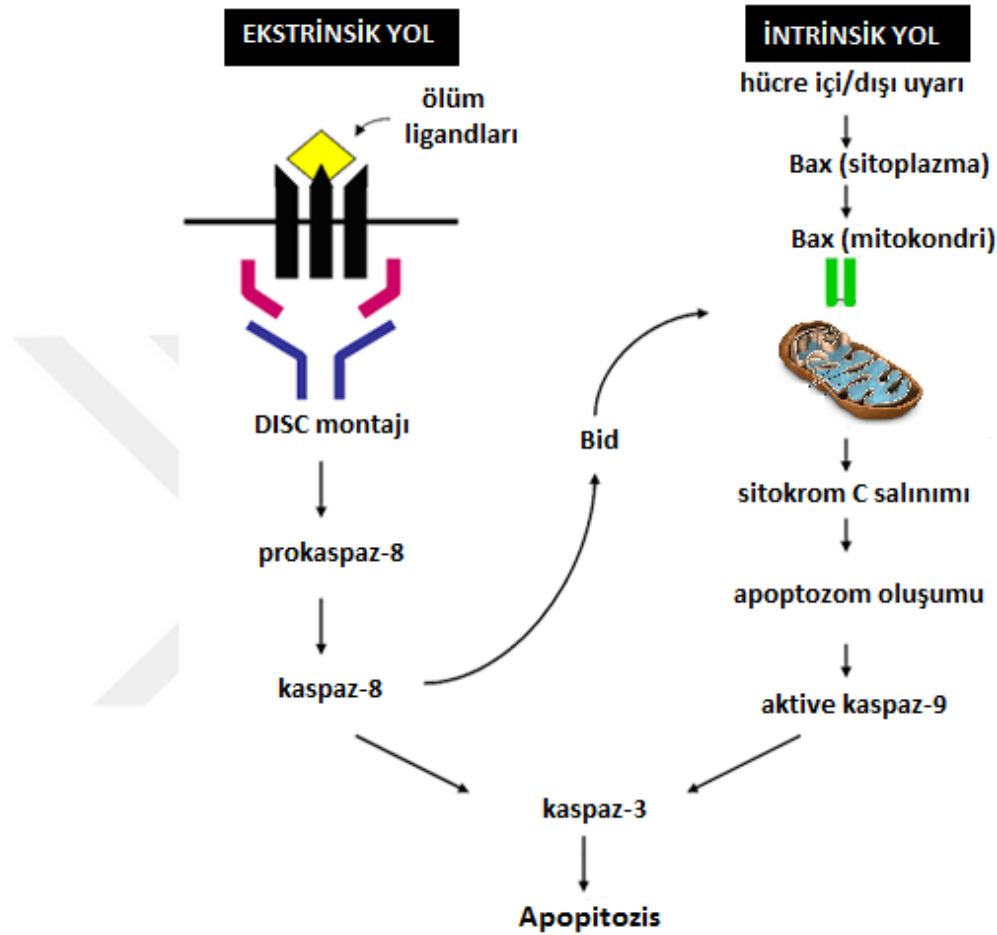 EKSTRİNSİK YOL
ölüm
ligandları
DISC montajı
prokaspaz-8
kaspaz-8
Bid
İNTRİNSİK YOL
hücre içi/dışı uyarı
Bax (sitoplazma)
Bax (mitokondri)
sitokrom C salınımı
apoptozom oluşumu
aktive kaspaz-9
kaspaz-3
Apopitozis